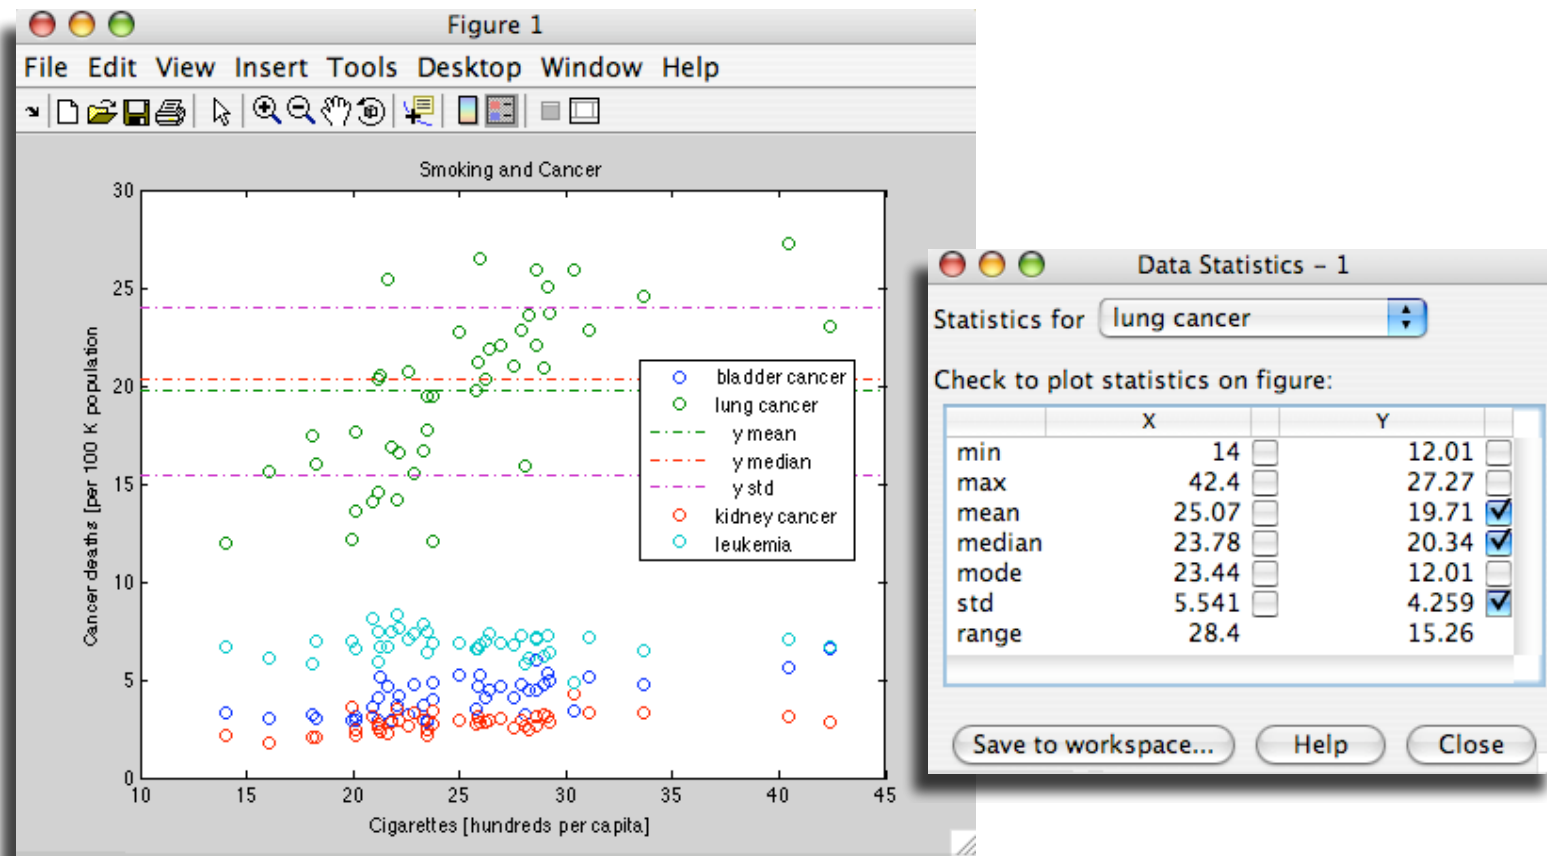 Figure 1
File Edit View Insert Tools Desktop Window Help
Smoking and Cancer
30
25
20
15
10
5
0
Cancer deaths [per 100 K population
10 15 20 25 30 35 40 45
Cigarettes [hundreds per capita]
bladder cancer
lung cancer
y mean
y median
y std
kidney cancer
leukemia
Data Statistics – 1
Statistics for lung cancer
Check to plot statistics on figure:
X Y
min 14 12.01
max 42.4 27.27
mean 25.07 19.71
median 23.78 20.34
mode 23.44 12.01
std 5.541 4.259
range 28.4 15.26
Save to workspace... Help Close